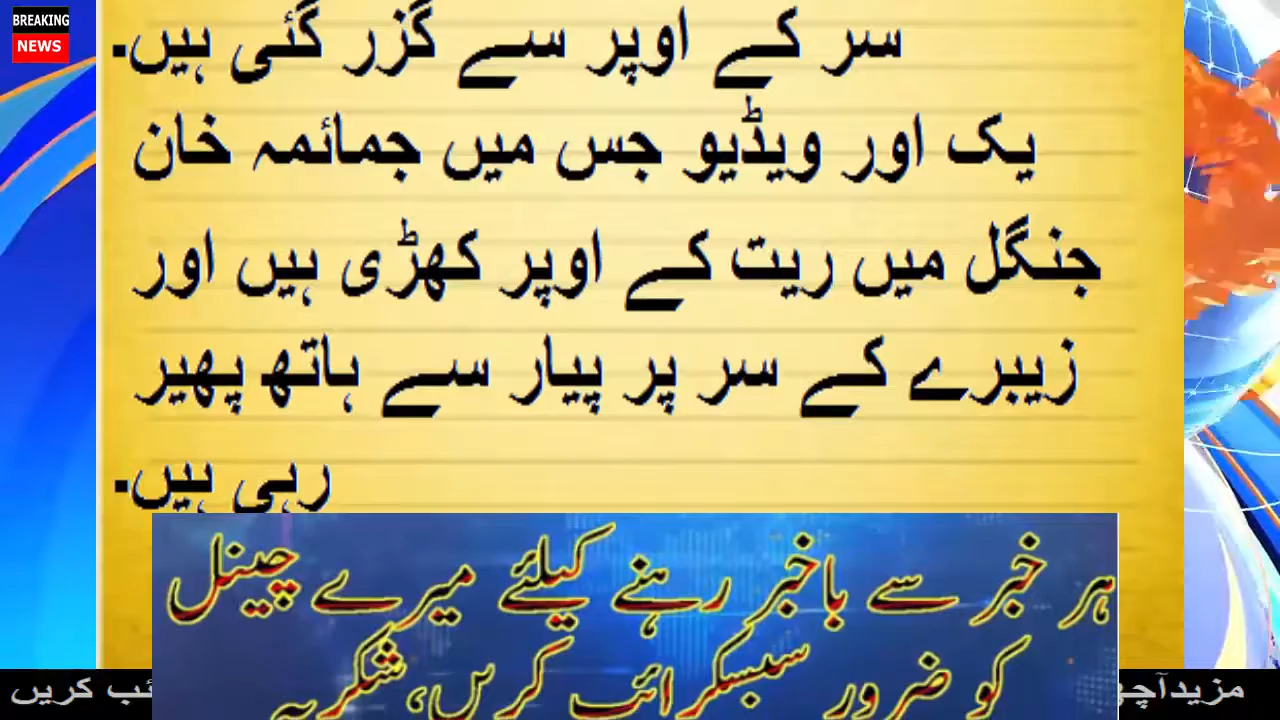 BREAKING
NEWS
سر کے اوپر سے گزر گئی ہیں۔
یک اور ویڈیو جس میں جمائمہ خان
جنگل میں ریت کے اوپر کھڑی ہیں اور
زیبرے کے سر پر پیار سے ہاتھ پھیر
رہی ہیں۔
ہر خبر سے باخبر رہنے کیلئے میرے چینل
کو ضرور سبسکرائب کریں، شکریہ
مزید کریں